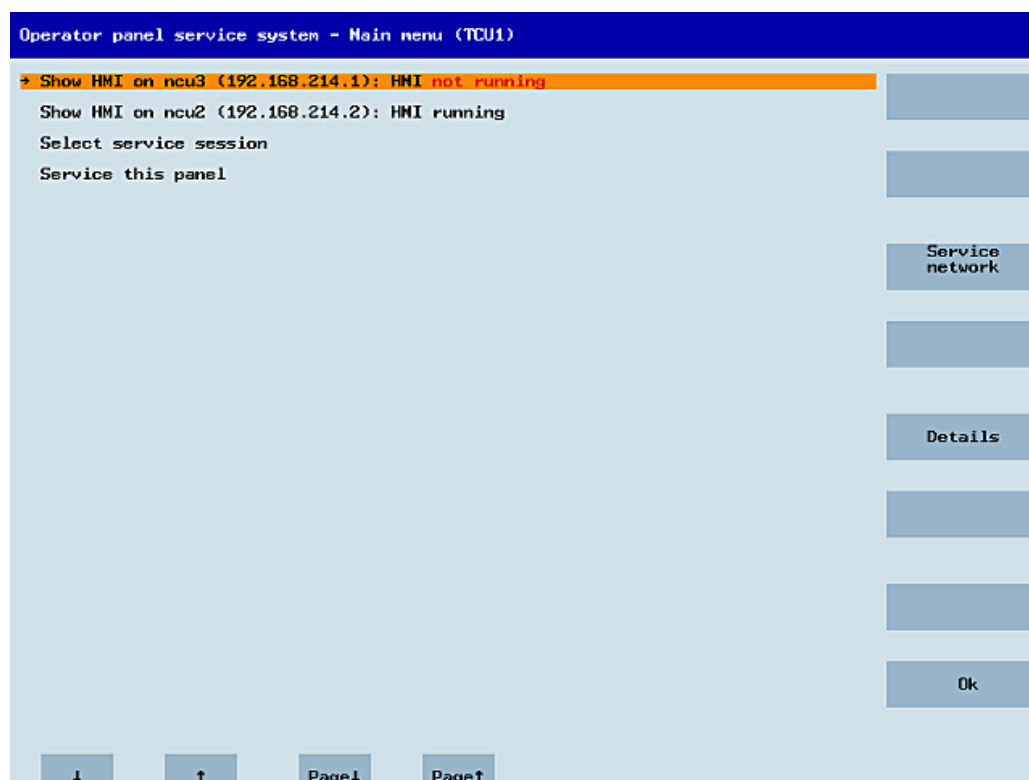 Operator panel service system - Main menu (TCU1)
→ Show HMI on ncu3 (192.168.214.1): HMI not running
Show HMI on ncu2 (192.168.214.2): HMI running
Select service session
Service this panel
Service
network
Details
Ok
↓ ↑ Page↓ Page↑